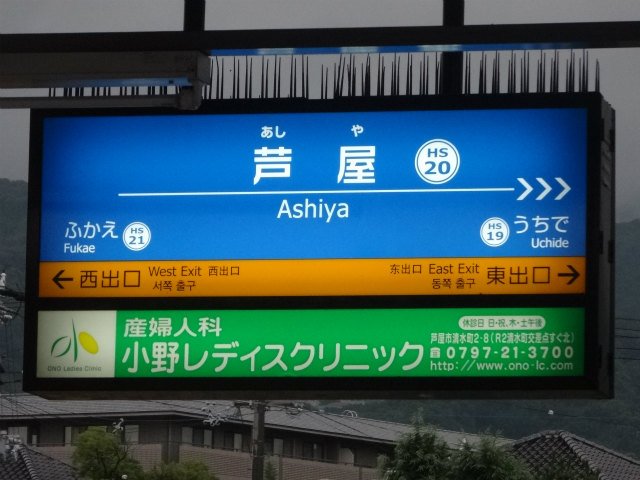 あし や
芦屋 HS 20
Ashiya
ふかえ HS 21
Fukae
HS 19 うちで
Uchide
西出口 West Exit 西出口
서쪽 출구
东出口 East Exit 東出口
동쪽 출구
産婦人科
小野レディスクリニック
ONO Ladies Clinic
休診日 日・祝、木・土午後
芦屋市清水町2-8(R2清水町交差点すぐ北)
☎0797-21-3700
http://www.ono-lc.com